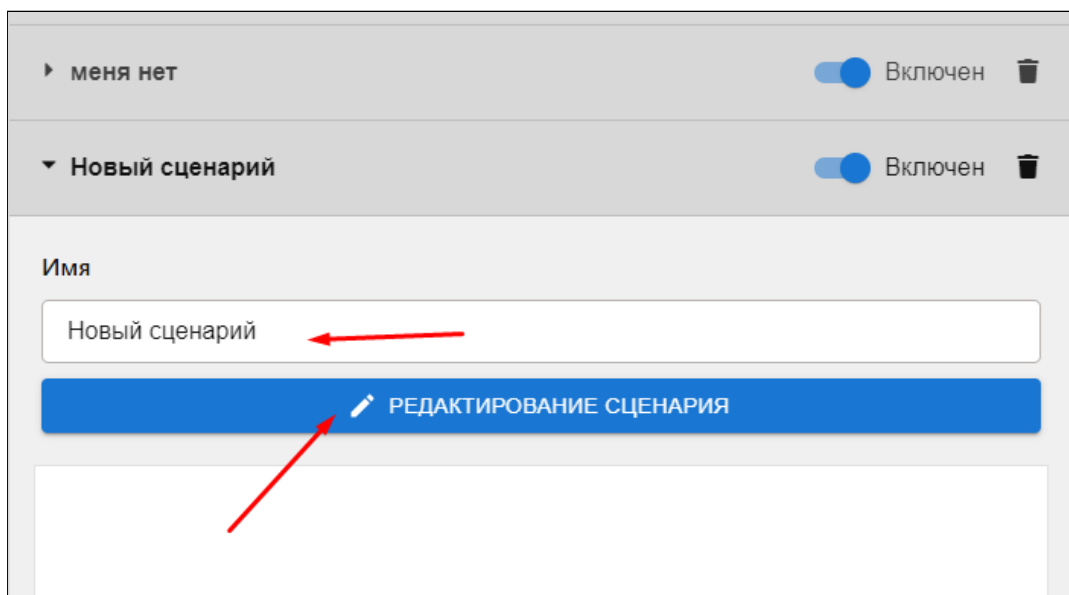 меня нет Включен
Новый сценарий Включен
Имя
Новый сценарий
РЕДАКТИРОВАНИЕ СЦЕНАРИЯ